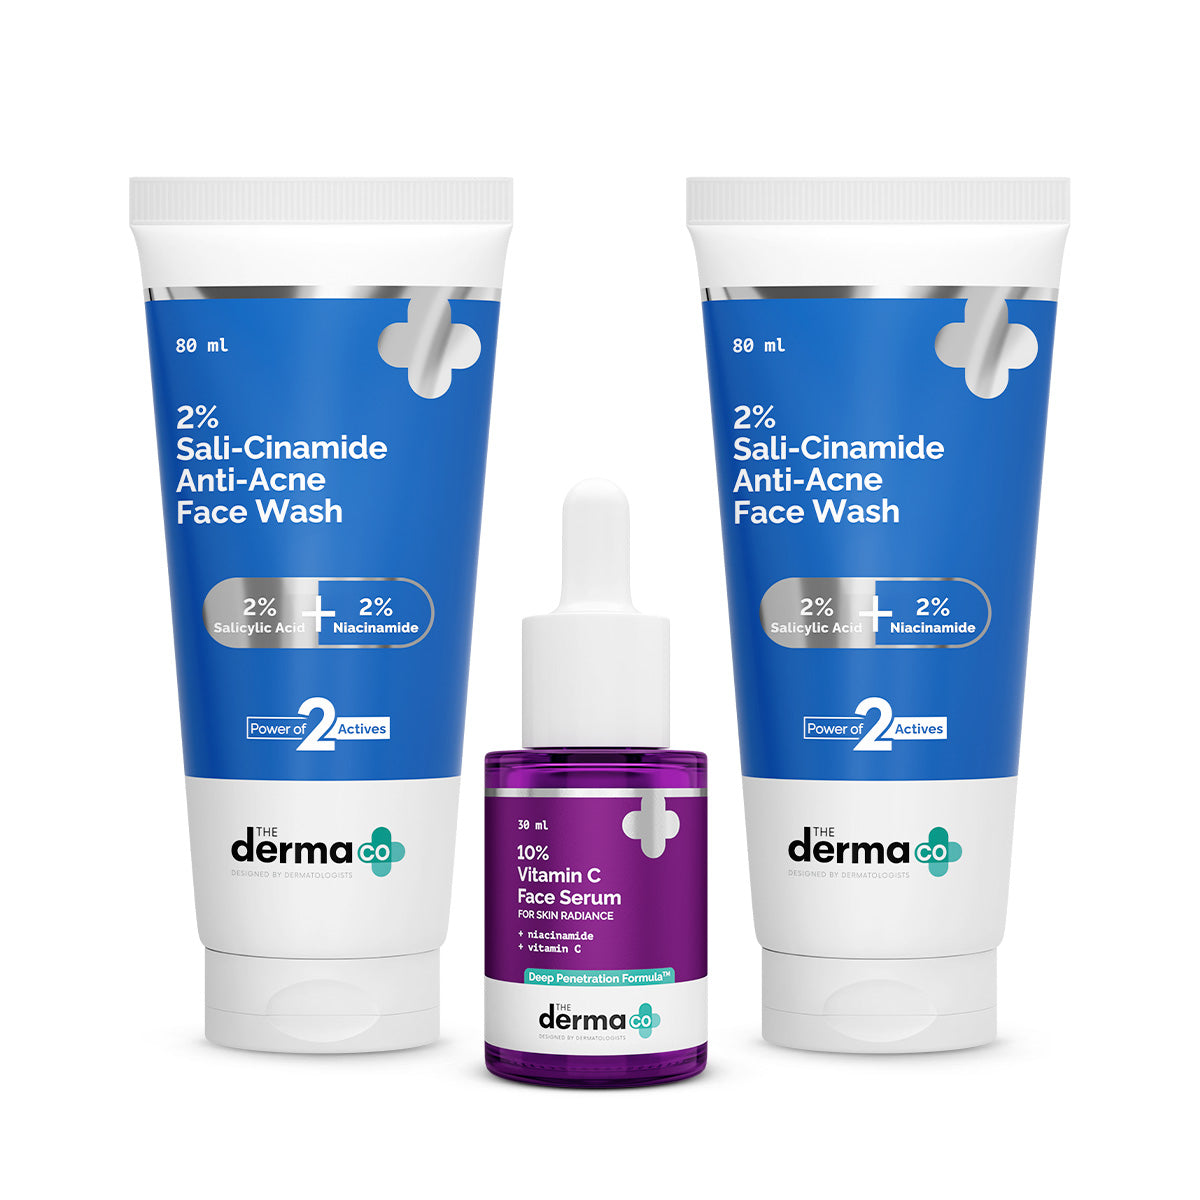 80 ml
2%
Sali-Cinamide
Anti-Acne
Face Wash
2% + 2%
Salicylic Acid Niacinamide
Power of 2 Actives
THE
derma co
DESIGNED BY DERMATOLOGISTS
30 ml
10%
Vitamin C
Face Serum
FOR SKIN RADIANCE
+ niacinamide
+ vitamin C
Deep Penetration Formula™
THE
derma co
DESIGNED BY DERMATOLOGISTS
80 ml
2%
Sali-Cinamide
Anti-Acne
Face Wash
2% + 2%
Salicylic Acid Niacinamide
Power of 2 Actives
THE
derma co
DESIGNED BY DERMATOLOGISTS